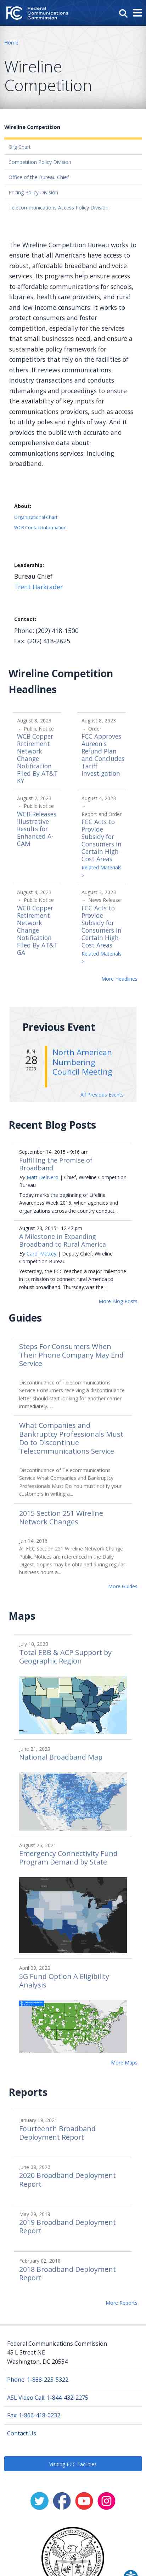 Federal
Communications
Commission
Home
Wireline
Competition
Wireline Competition
Org Chart
Competition Policy Division
Office of the Bureau Chief
Pricing Policy Division
Telecommunications Access Policy Division
The Wireline Competition Bureau works to
ensure that all Americans have access to
robust, affordable broadband and voice
services. Its programs help ensure access
to affordable communications for schools,
libraries, health care providers, and rural
and low-income consumers. It works to
protect consumers and foster
competition, especially for the services
that small businesses need, and ensure a
sustainable policy framework for
competitors that rely on the facilities of
others. It reviews communications
industry practices and conducts relevant
rulemakings and proceedings to ensure
the availability of key inputs for
communications providers, such as access
to utility poles and rights of way. And it
provides the public with accurate and
comprehensive data about
communications services, including
broadband.
About:
Organizational Chart
WCB Contact Information
Leadership:
Bureau Chief
Trent Harkrader
Contact:
Phone: (202) 418-1500
Fax: (202) 418-2825
Wireline Competition
Headlines
August 8, 2023
- Public Notice
WCB Copper
Retirement
Network
Change
Notification
Filed By AT&T
KY
August 8, 2023
- Order
FCC Approves
Aureon's
Refund Plan
and Concludes
Tariff
Investigation
August 7, 2023
- Public Notice
WCB Releases
Illustrative
Results for
Enhanced A-
CAM
August 4, 2023
-
Report and Order
FCC Acts to
Provide
Subsidy for
Consumers in
Certain High-
Cost Areas
Related Materials
»
August 4, 2023
- Public Notice
WCB Copper
Retirement
Network
Change
Notification
Filed By AT&T
GA
August 3, 2023
- News Release
FCC Acts to
Provide
Subsidy for
Consumers in
Certain High-
Cost Areas
Related Materials
»
More Headlines
Previous Event
JUN
28
2021
North American
Numbering
Council Meeting
All Previous Events
Recent Blog Posts
September 14, 2015 - 9:16 am
Fulfilling the Promise of
Broadband
By Matt DelNero | Chief, Wireline Competition
Bureau
Today marks the beginning of Lifeline
Awareness Week 2015, when agencies and
organizations across the country conduct...
August 28, 2015 - 12:47 pm
A Milestone in Expanding
Broadband to Rural America
By Carol Mattey | Deputy Chief, Wireline
Competition Bureau
Yesterday, the FCC reached a major milestone
in its mission to connect rural America to
robust broadband. Thursday was the...
More Blog Posts
Guides
Steps For Consumers When
Their Phone Company May End
Service
Discontinuance of Telecommunications
Service Consumers receiving a discontinuance
letter should start looking for another carrier
immediately. ...
What Companies and
Bankruptcy Professionals Must
Do to Discontinue
Telecommunications Service
Discontinuance of Telecommunications
Service What Companies and Bankruptcy
Professionals Must Do You must notify your
customers in writing a...
2015 Section 251 Wireline
Network Changes
Jan 14, 2016
All FCC Section 251 Wireline Network Change
Public Notices are referenced in the Daily
Digest. Copies may be obtained during regular
business hours a...
More Guides
Maps
July 10, 2023
Total EBB & ACP Support by
Geographic Region
June 21, 2023
National Broadband Map
August 25, 2021
Emergency Connectivity Fund
Program Demand by State
April 09, 2020
5G Fund Option A Eligibility
Analysis
More Maps
Reports
January 19, 2021
Fourteenth Broadband
Deployment Report
June 08, 2020
2020 Broadband Deployment
Report
May 29, 2019
2019 Broadband Deployment
Report
February 02, 2018
2018 Broadband Deployment
Report
More Reports
Federal Communications Commission
45 L Street NE
Washington, DC 20554
Phone: 1-888-225-5322
ASL Video Call: 1-844-432-2275
Fax: 1-866-418-0232
Contact Us
Visiting FCC Facilities